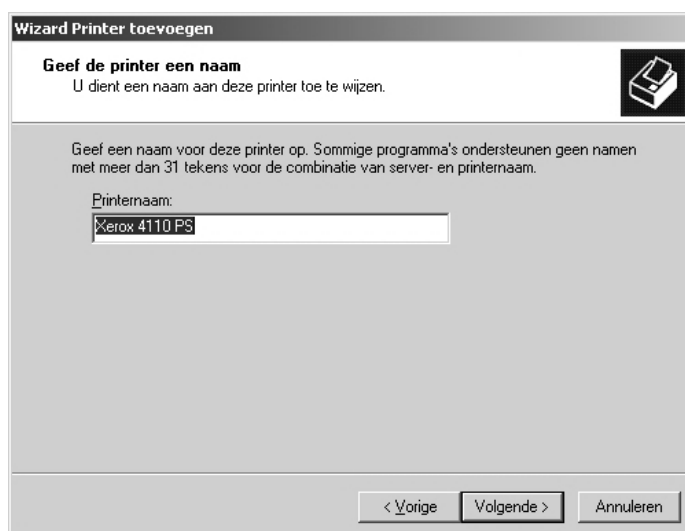 Wizard Printer toevoegen
Geef de printer een naam
U dient een naam aan deze printer toe te wijzen.
Geef een naam voor deze printer op. Sommige programma's ondersteunen geen namen
met meer dan 31 tekens voor de combinatie van server- en printernaam.
Printernaam:
Xerox 4110 PS
< Vorige
Volgende >
Annuleren